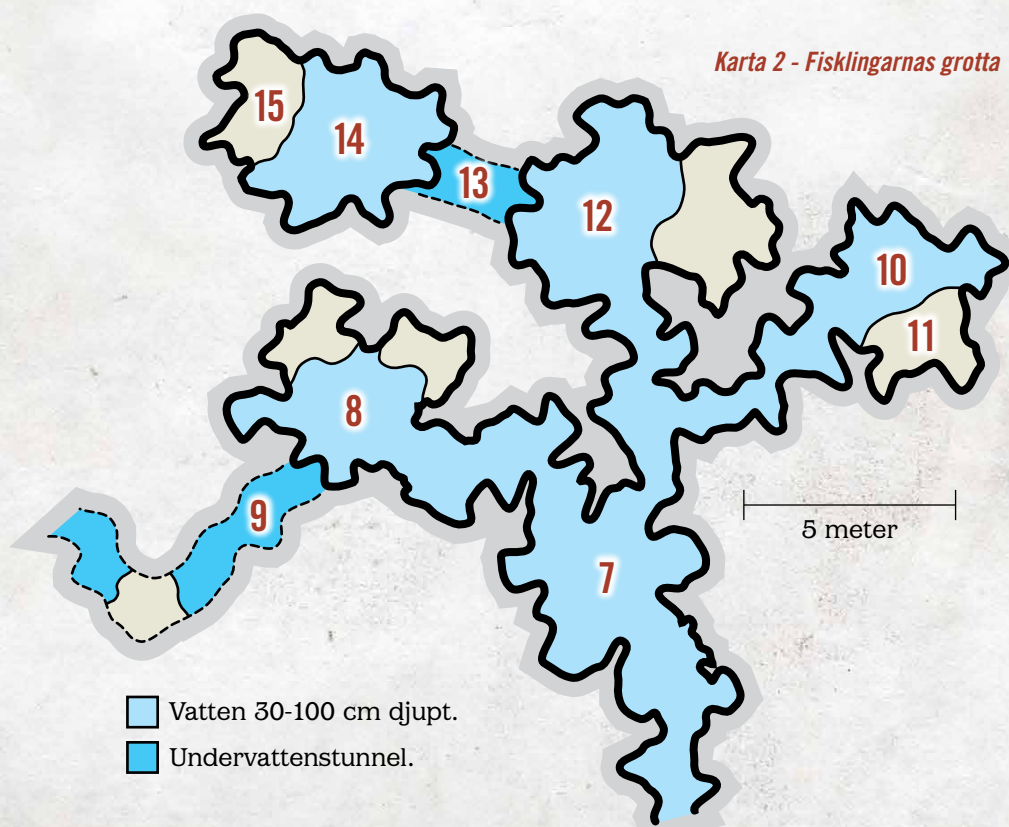 Karta 2 - Fisklingarnas grotta
15
14
13
12
10
11
8
9
5 meter
7
Vatten 30-100 cm djupt.
Undervattenstunnel.